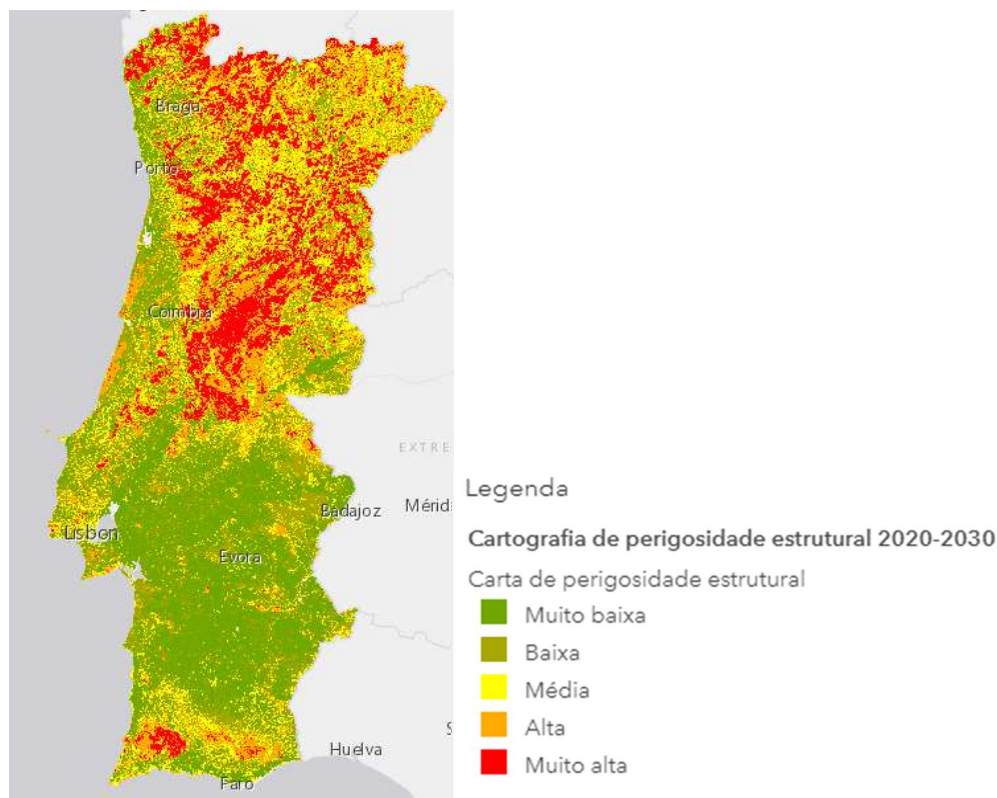 Braga
Porto
Coimbra
EXTRE
Badajoz
Mérid
Lisbon
Evora
Huelva
Faro
Legenda
Cartografia de perigosidade estrutural 2020-2030
Carta de perigosidade estrutural
Muito baixa
Baixa
Média
Alta
Muito alta